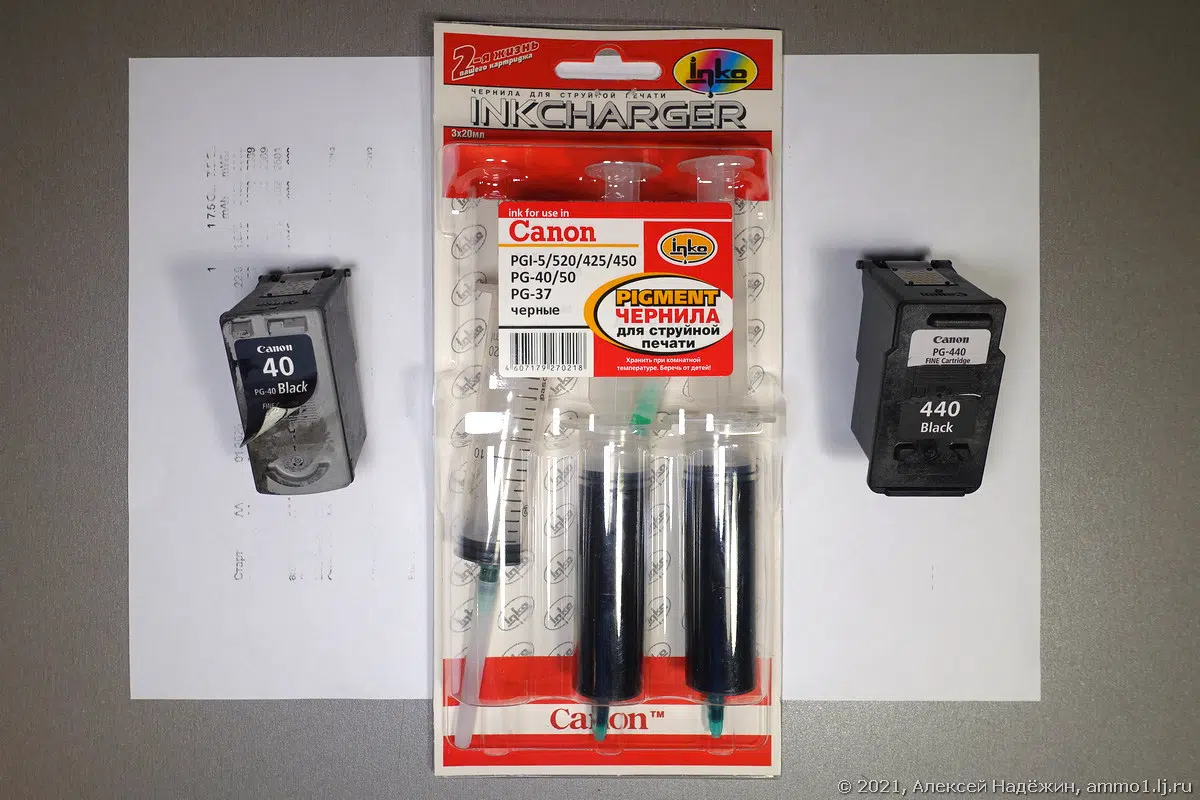 2-я жизнь
вашего картриджа
inko
ЧЕРНИЛА ДЛЯ СТРУЙНОЙ ПЕЧАТИ
INKCHARGER
3x20мл
ink for use in
Canon
PGI-5/520/425/450
PG-40/50
PG-37
черные
4 607179 270218
inko
PIGMENT
ЧЕРНИЛА
для струйной
печати
Хранить при комнатной
температуре. Беречь от детей!
Canon™
Canon
40
PG-40 Black
FINE
Canon
PG-440
FINE Cartridge
440
Black
Старт
© 2021, Алексей Надёжин, ammo1.lj.ru